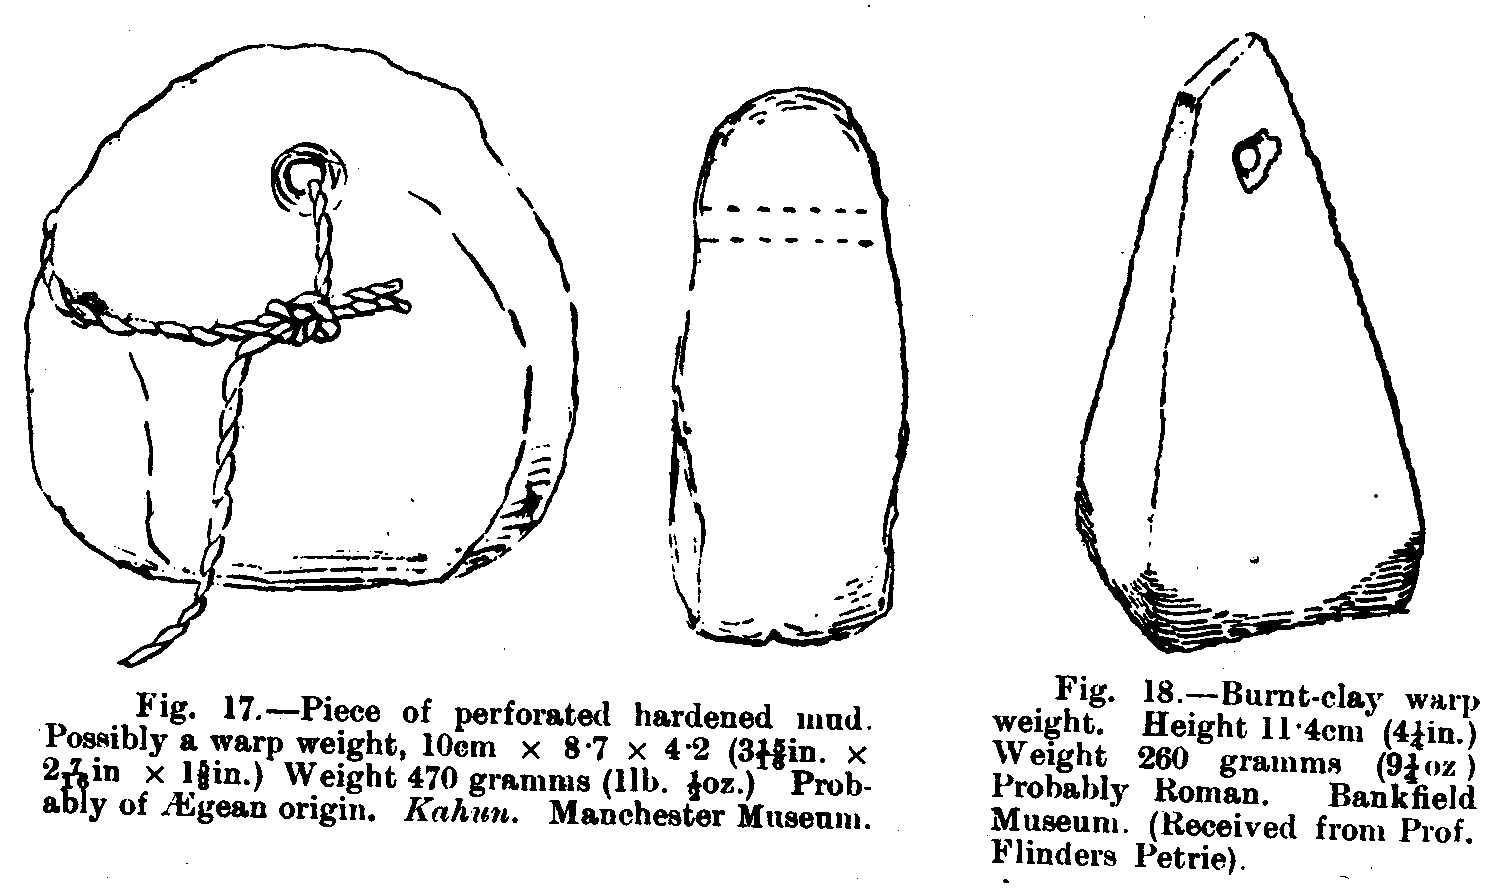 Fig. 17.—Piece of perforated hardened mud.
Possibly a warp weight, 10cm × 8·7 × 4·2 (3 15/16in. ×
2 7/16in × 1⅝in.) Weight 470 gramms (1lb. ½oz.) Prob-
ably of Ægean origin. Kahun. Manchester Museum.
Fig. 18.—Burnt-clay warp
weight. Height 11·4cm (4½in.)
Weight 260 gramms (9¼oz)
Probably Roman. Bankfield
Museum. (Received from Prof.
Flinders Petrie).